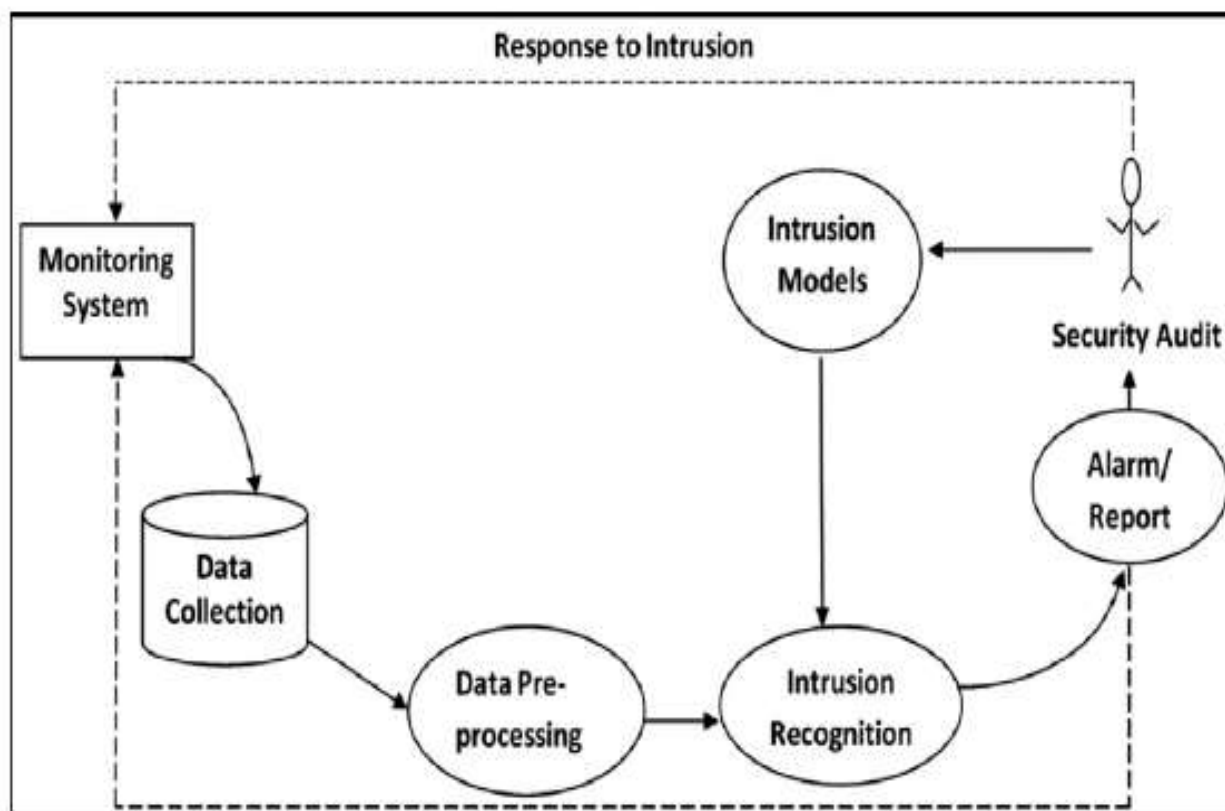 Response to Intrusion
Monitoring
System
Intrusion
Models
Security Audit
Alarm/
Report
Data
Collection
Data Pre-
processing
Intrusion
Recognition